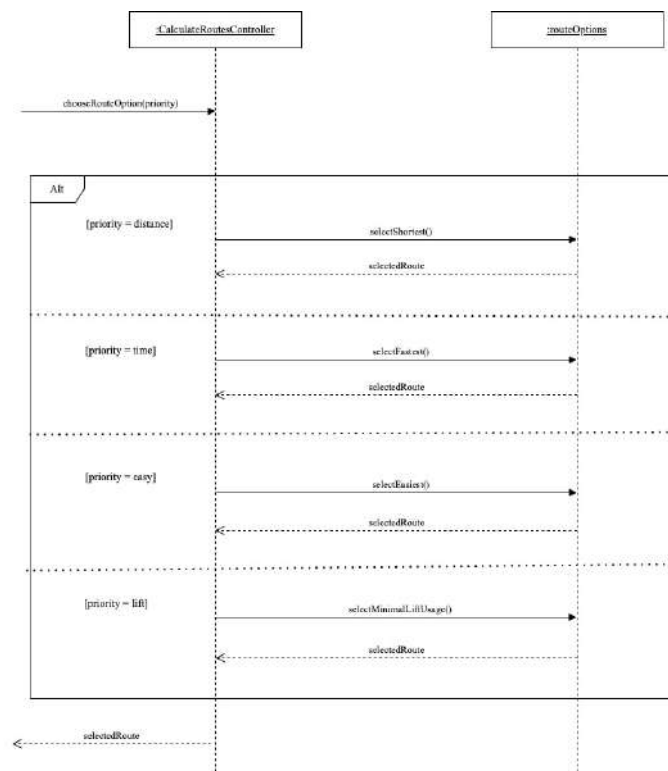 :CalculateRoutesController
:routeOptions
chooseRouteOption(priority)
Alt
[priority = distance]
selectShortest()
selectedRoute
[priority = time]
selectFastest()
selectedRoute
[priority = easy]
selectEasiest()
selectedRoute
[priority = lift]
selectMinimalLiftUsage()
selectedRoute
selectedRoute